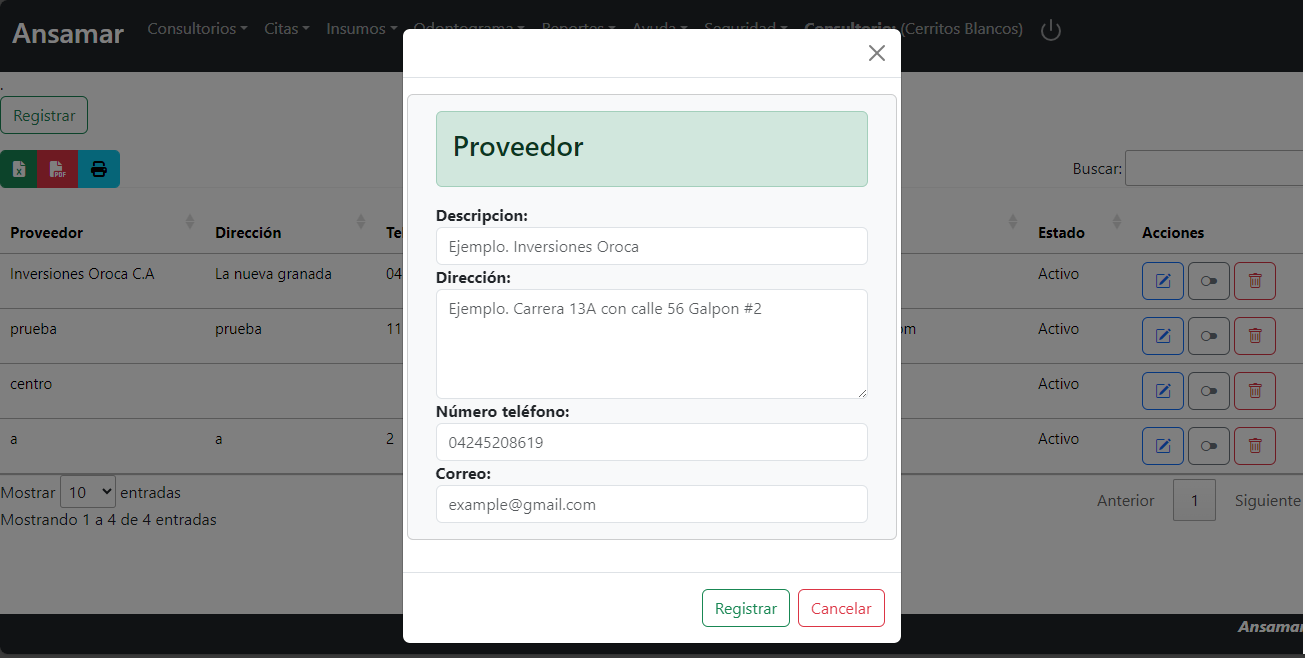 Ansamar Consultorios Citas Insumos Odontograma Reportes Ayuda Seguridad Consultorio: (Cerritos Blancos)
.
Registrar
PDF
Buscar:
Proveedor Dirección Estado Acciones
Inversiones Oroca C.A La nueva granada 04 Activo
prueba prueba 11 Activo
centro Activo
a a 2 Activo
Mostrar 10 entradas
Mostrando 1 a 4 de 4 entradas
Anterior 1 Siguiente
Proveedor
Descripcion:
Ejemplo. Inversiones Oroca
Dirección:
Ejemplo. Carrera 13A con calle 56 Galpon #2
Número teléfono:
04245208619
Correo:
example@gmail.com
Registrar Cancelar
Ansamar